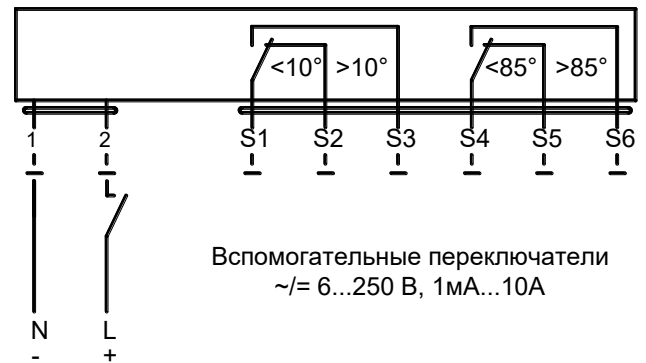 <10° >10° <85° >85°
1 2 S1 S2 S3 S4 S5 S6
Вспомогательные переключатели
~/= 6...250 В, 1мА...10А
N L
- +